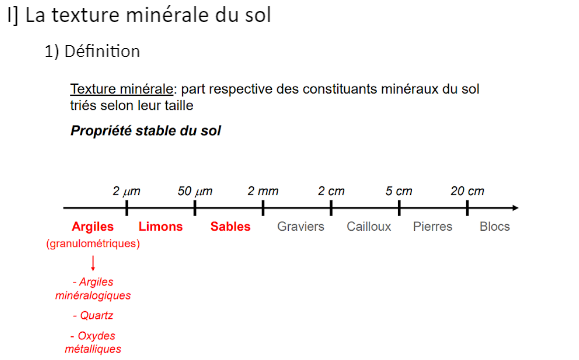 I] La texture minérale du sol
1) Définition
Texture minérale: part respective des constituants minéraux du sol
triés selon leur taille
Propriété stable du sol
2 µm 50 µm 2 mm 2 cm 5 cm 20 cm
Argiles Limons Sables Graviers Cailloux Pierres Blocs
(granulométriques)
- Argiles
minéralogiques
- Quartz
- Oxydes
métalliques